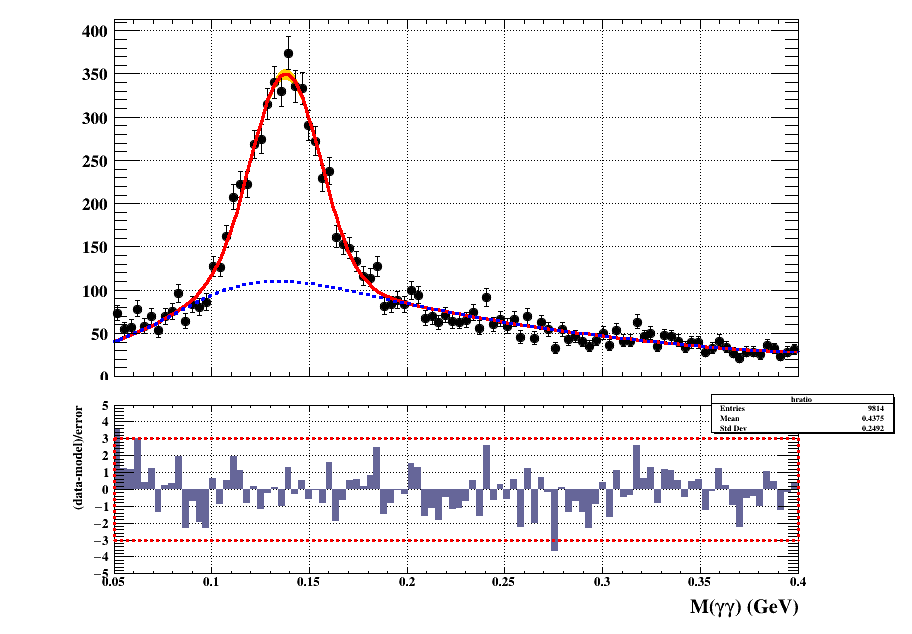 400
350
300
250
200
150
100
50
0
hratio
Entries 9814
Mean 0.4375
Std Dev 0.2492
(data-model)/error
5
4
3
2
1
0
−1
−2
−3
−4
−5
0.05 0.1 0.15 0.2 0.25 0.3 0.35 0.4
M(γγ) (GeV)